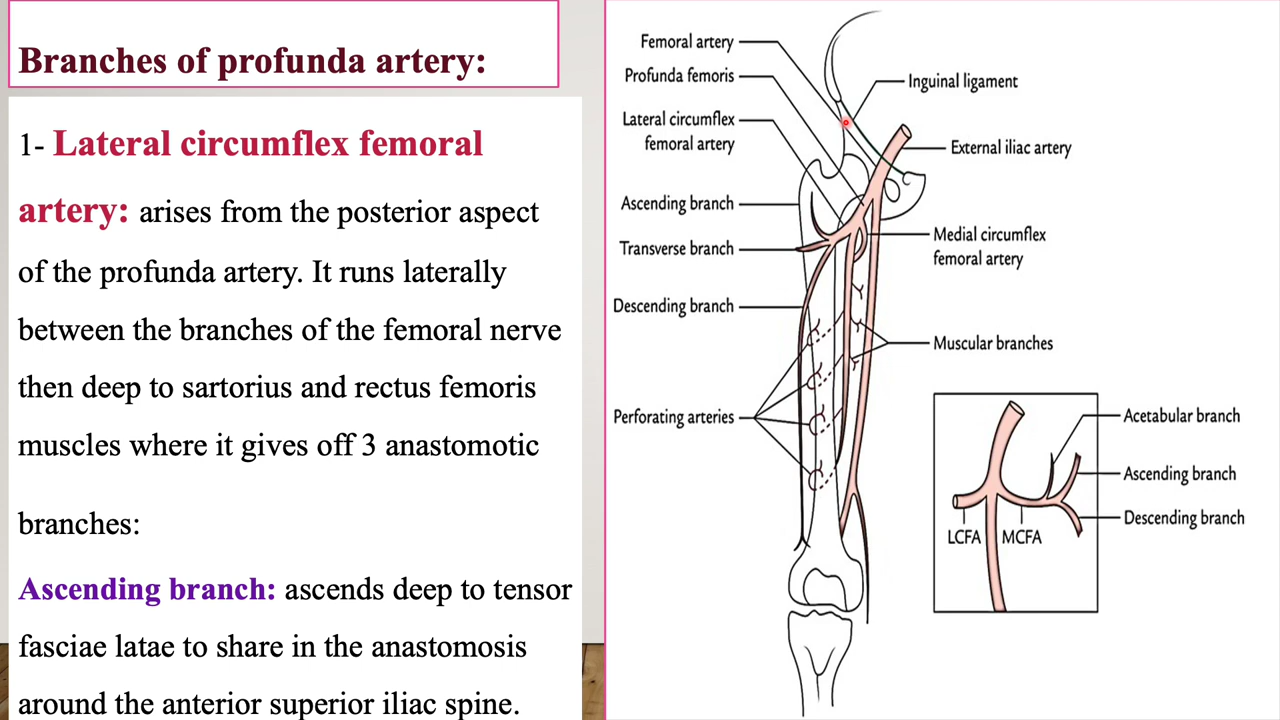 Branches of profunda artery:
1- Lateral circumflex femoral
artery: arises from the posterior aspect
of the profunda artery. It runs laterally
between the branches of the femoral nerve
then deep to sartorius and rectus femoris
muscles where it gives off 3 anastomotic
branches:
Ascending branch: ascends deep to tensor
fasciae latae to share in the anastomosis
around the anterior superior iliac spine.
Femoral artery
Profunda femoris
Lateral circumflex
femoral artery
Ascending branch
Transverse branch
Descending branch
Perforating arteries
Inguinal ligament
External iliac artery
Medial circumflex
femoral artery
Muscular branches
Acetabular branch
Ascending branch
Descending branch
LCFA
MCFA